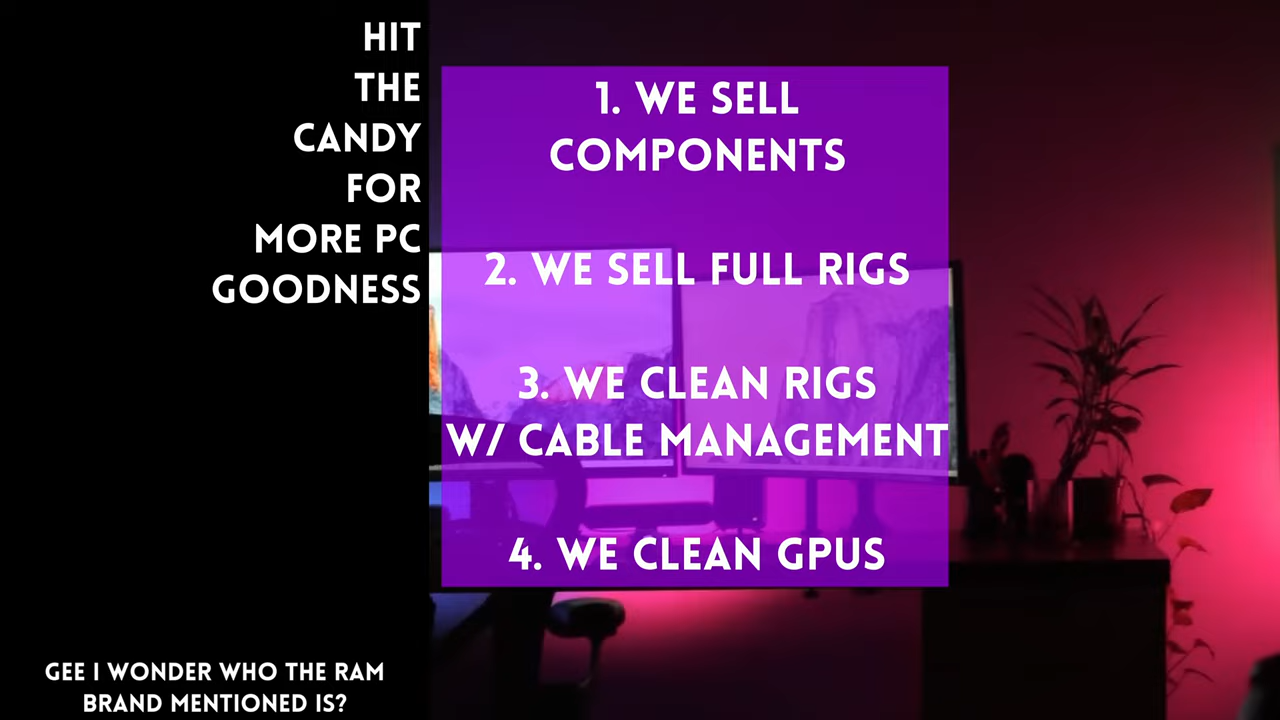 HIT
THE
CANDY
FOR
MORE PC
GOODNESS
1. WE SELL
COMPONENTS
2. WE SELL FULL RIGS
3. WE CLEAN RIGS
W/ CABLE MANAGEMENT
4. WE CLEAN GPUS
GEE I WONDER WHO THE RAM
BRAND MENTIONED IS?